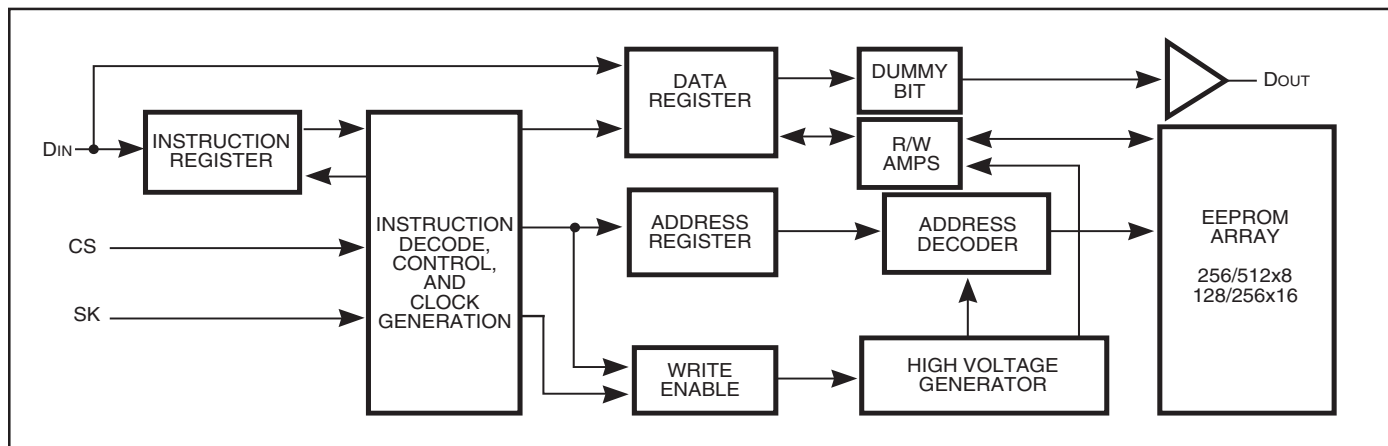 DATA
REGISTER
DUMMY
BIT
DOUT
DIN
INSTRUCTION
REGISTER
R/W
AMPS
CS
SK
INSTRUCTION
DECODE,
CONTROL,
AND
CLOCK
GENERATION
ADDRESS
REGISTER
ADDRESS
DECODER
EEPROM
ARRAY
256/512x8
128/256x16
WRITE
ENABLE
HIGH VOLTAGE
GENERATOR